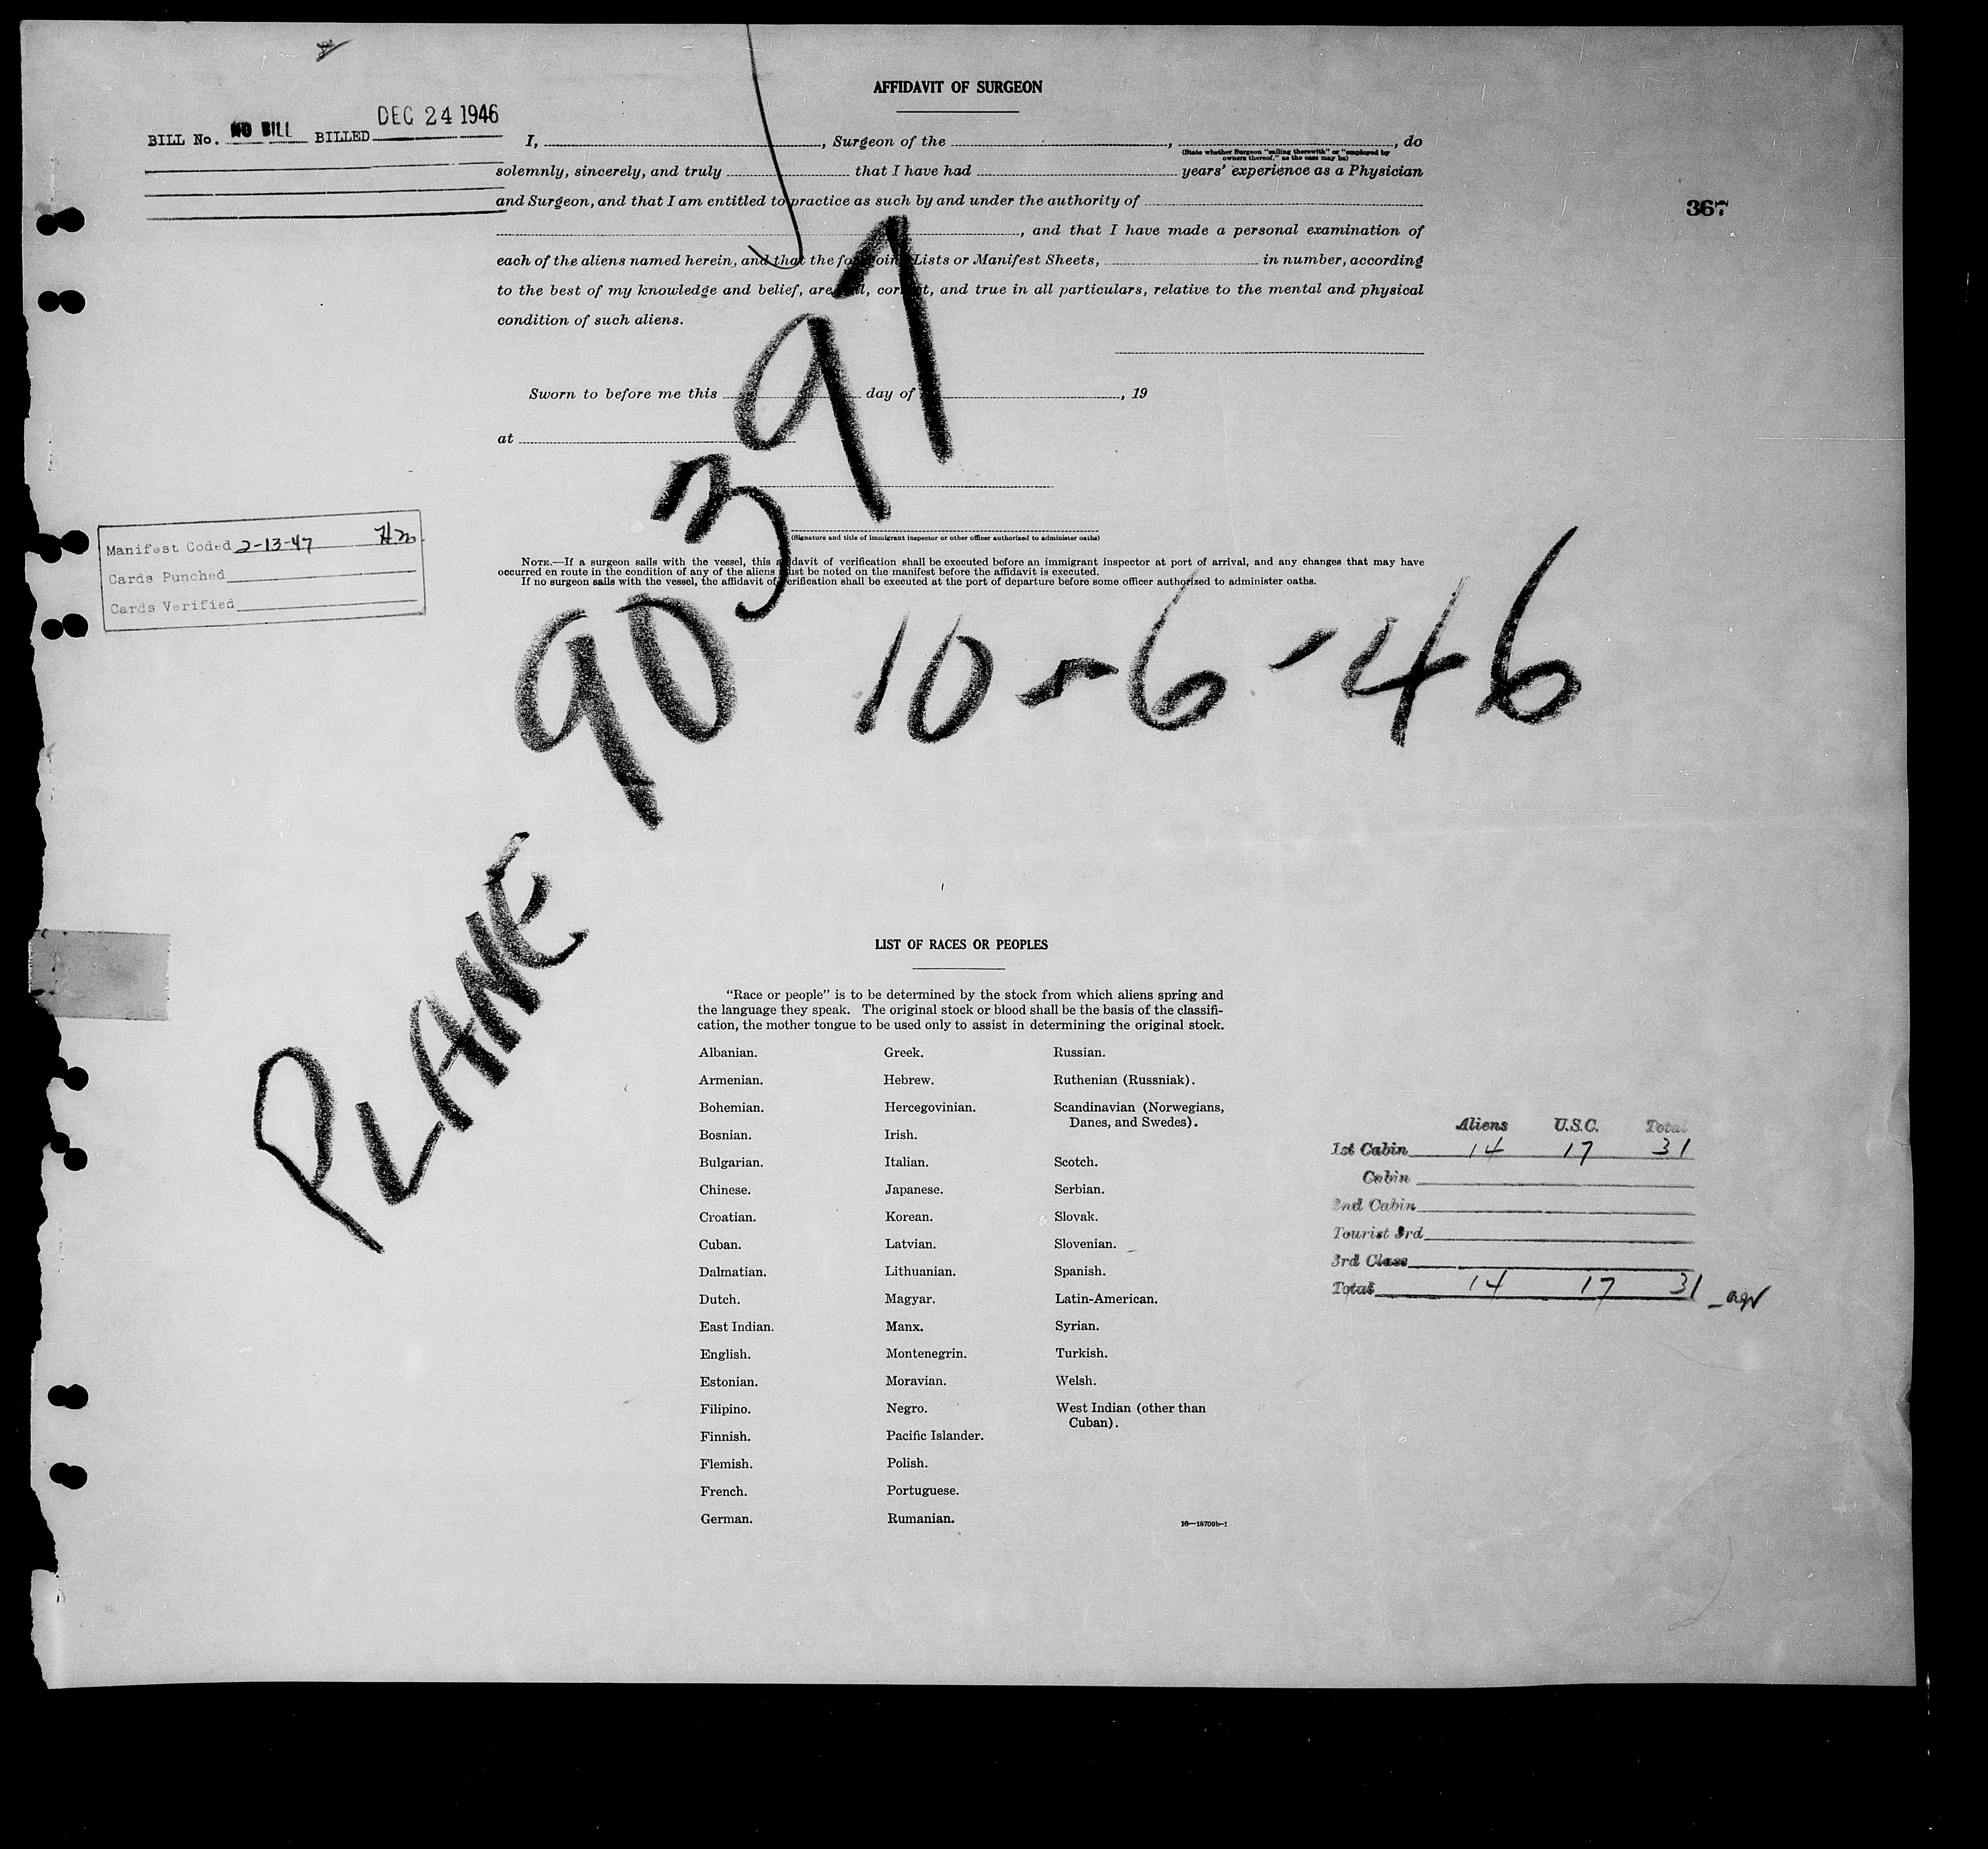 AFFIDAVIT OF SURGEON
BILL No. NO BILL BILLED DEC 24 1946
I, , Surgeon of the , , do
(State whether Surgeon "sailing therewith" or "employed by
owners thereof," as the case may be)
solemnly, sincerely, and truly that I have had years' experience as a Physician
and Surgeon, and that I am entitled to practice as such by and under the authority of
, and that I have made a personal examination of
each of the aliens named herein, and that the foregoing Lists or Manifest Sheets, in number, according
to the best of my knowledge and belief, are full, correct, and true in all particulars, relative to the mental and physical
condition of such aliens.
367
Sworn to before me this day of , 19
at
(Signature and title of immigrant inspector or other officer authorized to administer oaths)
NOTE.—If a surgeon sails with the vessel, this affidavit of verification shall be executed before an immigrant inspector at port of arrival, and any changes that may have
occurred en route in the condition of any of the aliens must be noted on the manifest before the affidavit is executed.
If no surgeon sails with the vessel, the affidavit of verification shall be executed at the port of departure before some officer authorized to administer oaths.
Manifest Coded 2-13-47
Cards Punched
Cards Verified
PLANE 90391
10-6-46
LIST OF RACES OR PEOPLES
"Race or people" is to be determined by the stock from which aliens spring and
the language they speak. The original stock or blood shall be the basis of the classifi-
cation, the mother tongue to be used only to assist in determining the original stock.
Albanian.
Armenian.
Bohemian.
Bosnian.
Bulgarian.
Chinese.
Croatian.
Cuban.
Dalmatian.
Dutch.
East Indian.
English.
Estonian.
Filipino.
Finnish.
Flemish.
French.
German.
Greek.
Hebrew.
Hercegovinian.
Irish.
Italian.
Japanese.
Korean.
Latvian.
Lithuanian.
Magyar.
Manx.
Montenegrin.
Moravian.
Negro.
Pacific Islander.
Polish.
Portuguese.
Rumanian.
Russian.
Ruthenian (Russniak).
Scandinavian (Norwegians,
Danes, and Swedes).
Scotch.
Serbian.
Slovak.
Slovenian.
Spanish.
Latin-American.
Syrian.
Turkish.
Welsh.
West Indian (other than
Cuban).
16—18709b-1
Aliens U.S.C. Total
1st Cabin 14 17 31
Cabin
2nd Cabin
Tourist 3rd
3rd Class
Total 14 17 31